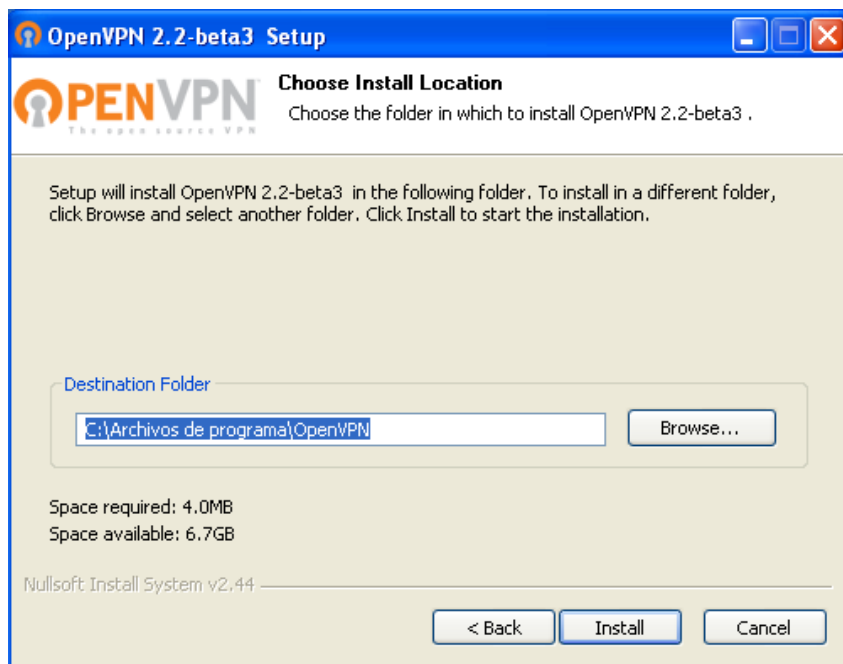 OpenVPN 2.2-beta3 Setup
OPENVPN
The open source VPN
Choose Install Location
Choose the folder in which to install OpenVPN 2.2-beta3 .
Setup will install OpenVPN 2.2-beta3 in the following folder. To install in a different folder,
click Browse and select another folder. Click Install to start the installation.
Destination Folder
C:\Archivos de programa\OpenVPN
Browse...
Space required: 4.0MB
Space available: 6.7GB
Nullsoft Install System v2.44
< Back
Install
Cancel